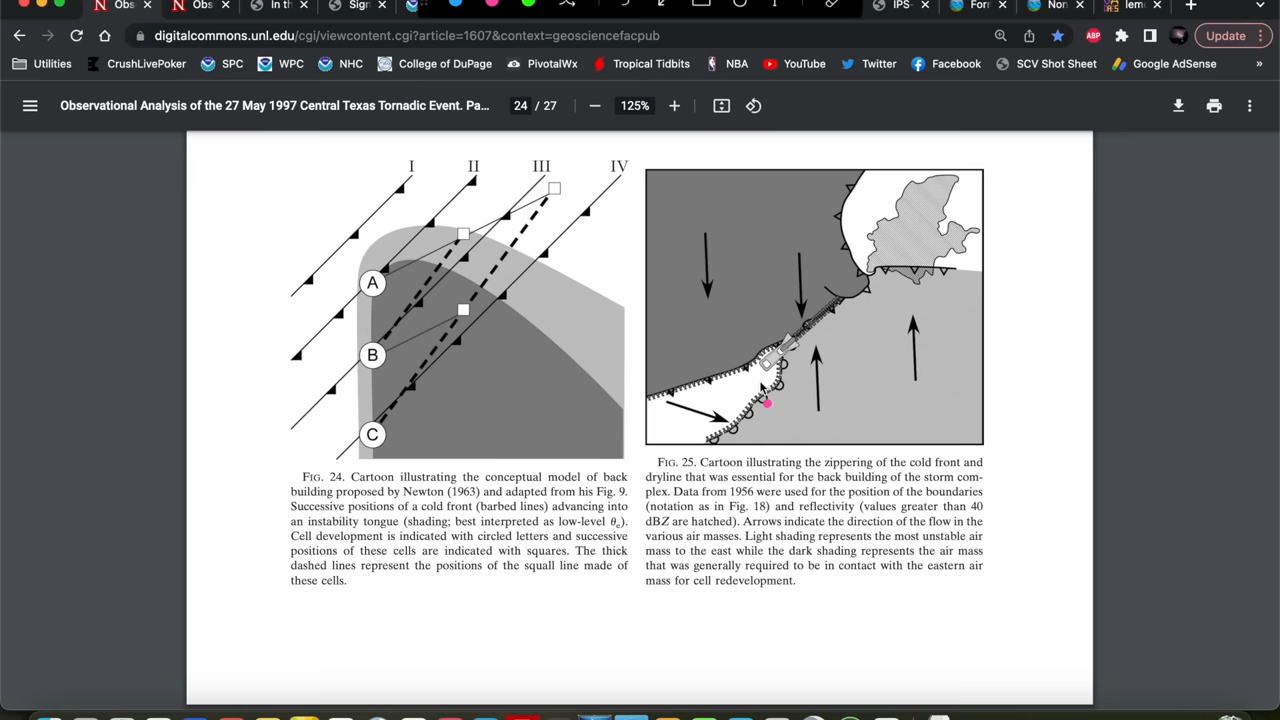 Obs
Obs
In th
Sign
IPS-
Forr
Nor
lem
digitalcommons.unl.edu/cgi/viewcontent.cgi?article=1607&context=geosciencefacpub
ABP
Update
Utilities CrushLivePoker SPC WPC NHC College of DuPage PivotalWx Tropical Tidbits NBA YouTube Twitter Facebook SCV Shot Sheet Google AdSense »
Observational Analysis of the 27 May 1997 Central Texas Tornadic Event. Pa...
24 / 27
125%
I II III IV
A
B
C
FIG. 24. Cartoon illustrating the conceptual model of back
building proposed by Newton (1963) and adapted from his Fig. 9.
Successive positions of a cold front (barbed lines) advancing into
an instability tongue (shading; best interpreted as low-level θe).
Cell development is indicated with circled letters and successive
positions of these cells are indicated with squares. The thick
dashed lines represent the positions of the squall line made of
these cells.
FIG. 25. Cartoon illustrating the zippering of the cold front and
dryline that was essential for the back building of the storm com-
plex. Data from 1956 were used for the position of the boundaries
(notation as in Fig. 18) and reflectivity (values greater than 40
dBZ are hatched). Arrows indicate the direction of the flow in the
various air masses. Light shading represents the most unstable air
mass to the east while the dark shading represents the air mass
that was generally required to be in contact with the eastern air
mass for cell redevelopment.